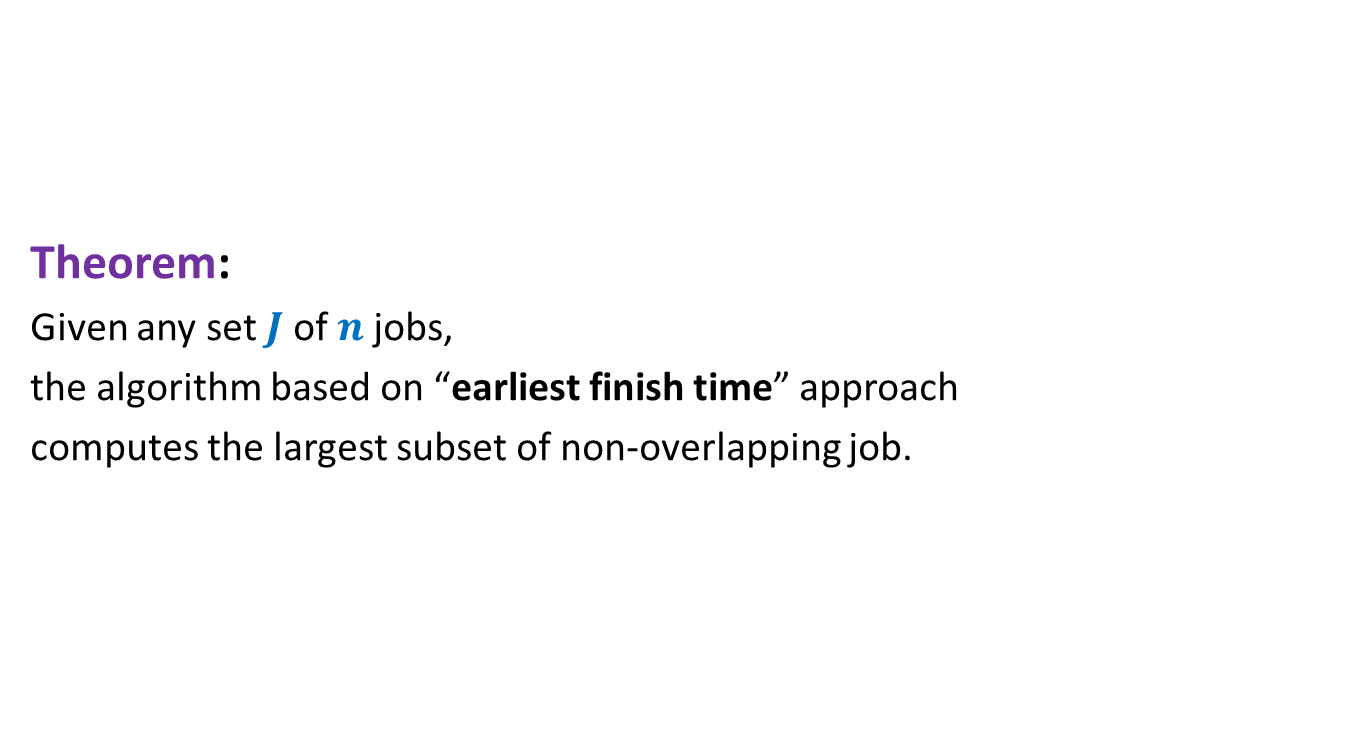 Theorem:
Given any set J of n jobs,
the algorithm based on “earliest finish time” approach
computes the largest subset of non-overlapping job.